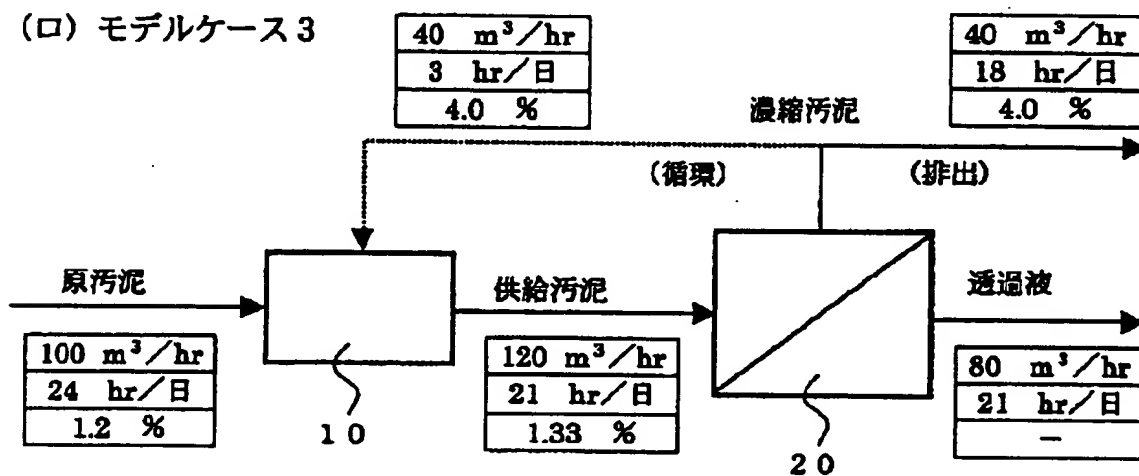 (ロ) モデルケース3
40 m³/hr
3 hr/日
4.0 %
40 m³/hr
18 hr/日
4.0 %
濃縮汚泥
(循環)
(排出)
原汚泥
供給汚泥
透過液
100 m³/hr
24 hr/日
1.2 %
10
120 m³/hr
21 hr/日
1.33 %
20
80 m³/hr
21 hr/日
−